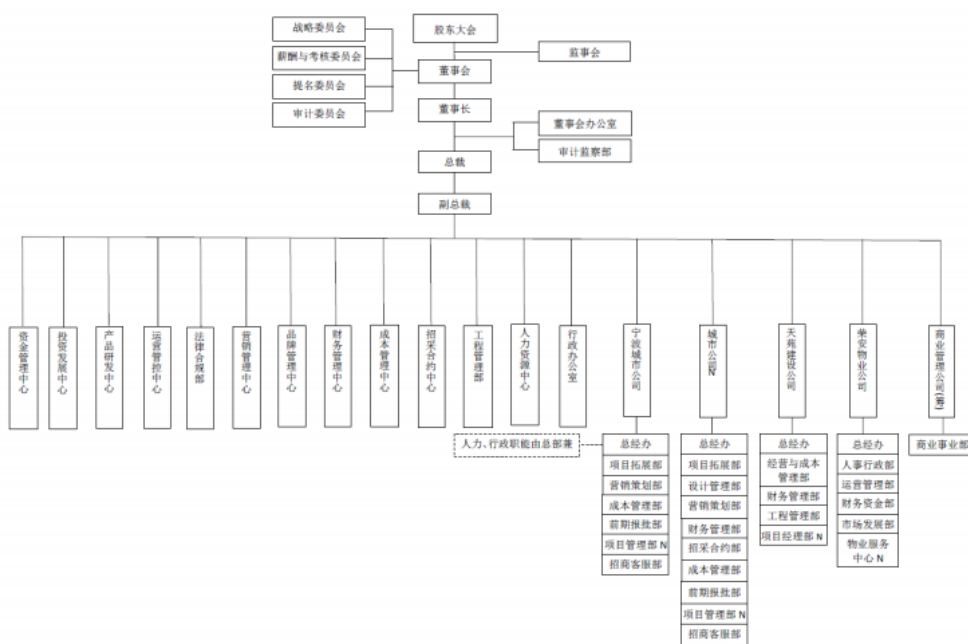 战略委员会
薪酬与考核委员会
提名委员会
审计委员会
股东大会
监事会
董事会
董事长
董事会办公室
审计监察部
总裁
副总裁
资金管理中心
投资发展中心
产品研发中心
运营管控中心
法律合规部
营销管理中心
品牌管理中心
财务管理中心
成本管理中心
招采合约中心
工程管理部
人力资源中心
行政办公室
宁波城市公司
城市公司N
天苑建设公司
荣安物业公司
商业管理公司(筹)
人力、行政职能由总部兼
总经办
项目拓展部
营销策划部
成本管理部
前期报批部
项目管理部 N
招商客服部
总经办
项目拓展部
设计管理部
营销策划部
财务管理部
招采合约部
成本管理部
前期报批部
项目管理部 N
招商客服部
总经办
经营与成本
管理部
财务管理部
工程管理部
项目经理部 N
总经办
人事行政部
运营管理部
财务资金部
市场发展部
物业服务
中心 N
商业事业部